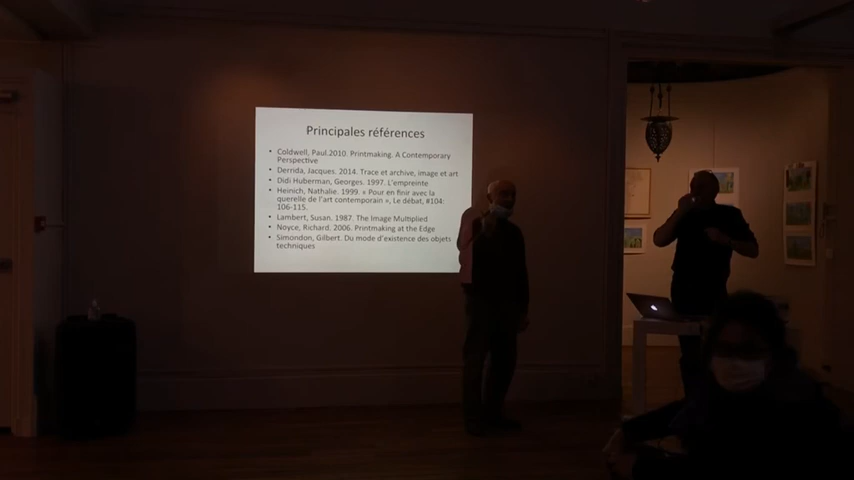 Principales références
• Coldwell, Paul.2010. Printmaking. A Contemporary
Perspective
• Derrida, Jacques. 2014. Trace et archive, image et art
• Didi Huberman, Georges. 1997. L'empreinte
• Heinich, Nathalie. 1999. « Pour en finir avec la
querelle de l'art contemporain », Le débat, #104:
106-115.
• Lambert, Susan. 1987. The Image Multiplied
• Noyce, Richard. 2006. Printmaking at the Edge
• Simondon, Gilbert. Du mode d'existence des objets
techniques